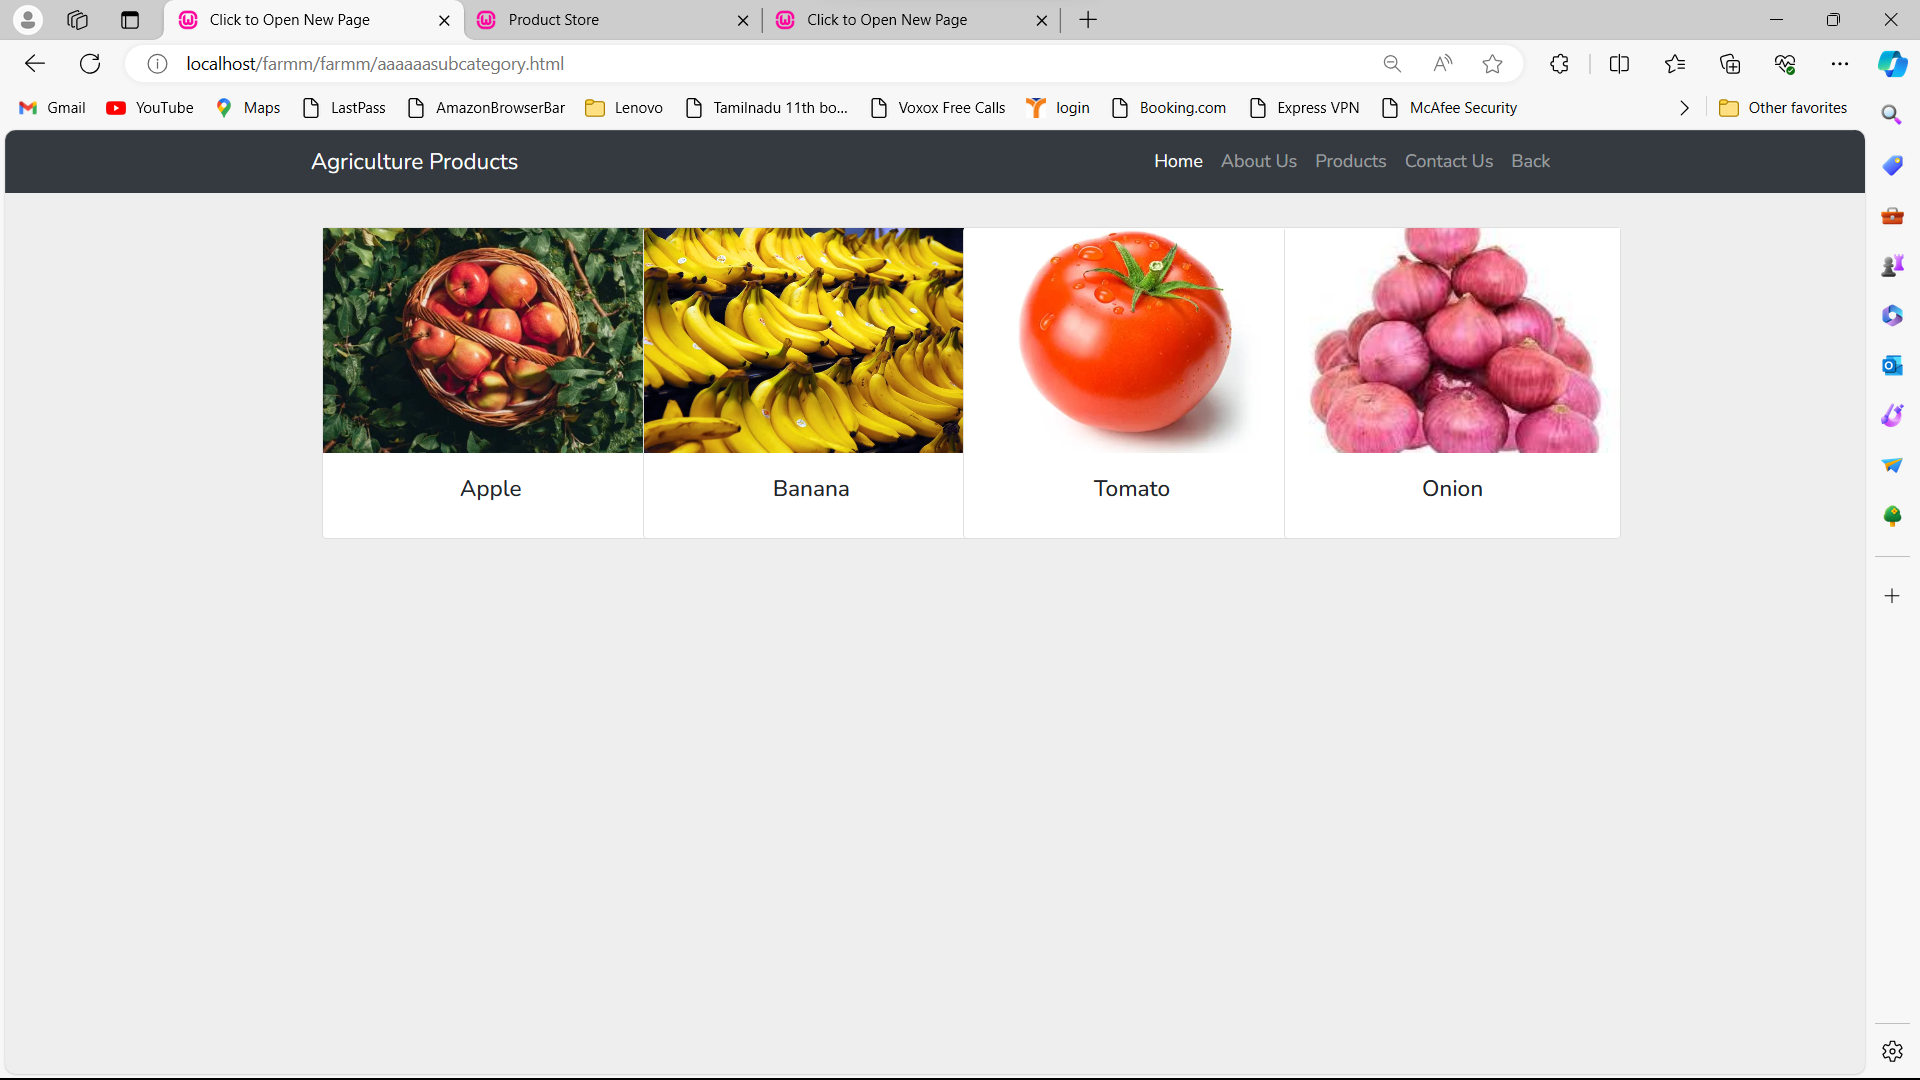 Click to Open New Page
Product Store
Click to Open New Page
localhost/farmm/farmm/aaaaaasubcategory.html
Gmail YouTube Maps LastPass AmazonBrowserBar Lenovo Tamilnadu 11th bo... Voxox Free Calls login Booking.com Express VPN McAfee Security Other favorites
Agriculture Products Home About Us Products Contact Us Back
Apple Banana Tomato Onion